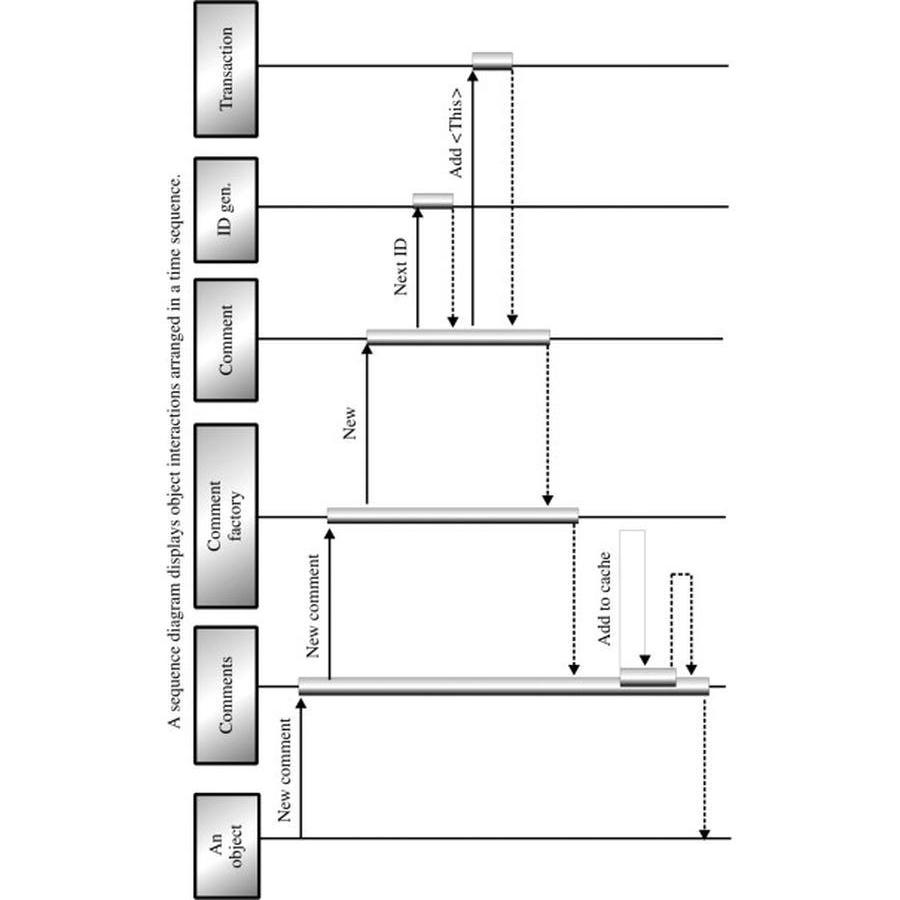 A sequence diagram displays object interactions arranged in a time sequence.
An
object
Comments
Comment
factory
Comment
ID gen.
Transaction
New comment
New comment
New
Next ID
Add <This>
Add to cache